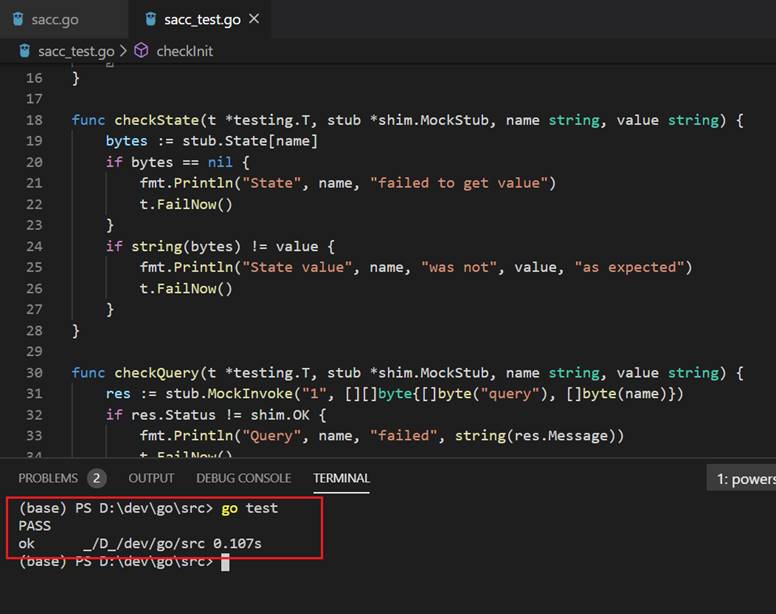 sacc.go sacc_test.go ×
sacc_test.go > checkInit
16 }
17
18 func checkState(t *testing.T, stub *shim.MockStub, name string, value string) {
19 bytes := stub.State[name]
20 if bytes == nil {
21 fmt.Println("State", name, "failed to get value")
22 t.FailNow()
23 }
24 if string(bytes) != value {
25 fmt.Println("State value", name, "was not", value, "as expected")
26 t.FailNow()
27 }
28 }
29
30 func checkQuery(t *testing.T, stub *shim.MockStub, name string, value string) {
31 res := stub.MockInvoke("1", [][]byte{[]byte("query"), []byte(name)})
32 if res.Status != shim.OK {
33 fmt.Println("Query", name, "failed", string(res.Message))
34 t.FailNow()
PROBLEMS 2 OUTPUT DEBUG CONSOLE TERMINAL 1: powers
(base) PS D:\dev\go\src> go test
PASS
ok _/D_/dev/go/src 0.107s
(base) PS D:\dev\go\src>